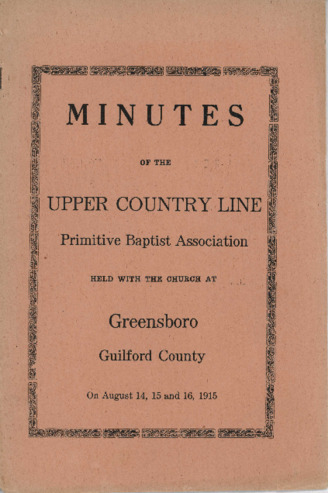 MINUTES
OF THE
UPPER COUNTRY LINE
Primitive Baptist Association
HELD WITH THE CHURCH AT
Greensboro
Guilford County
On August 14, 15 and 16, 1915